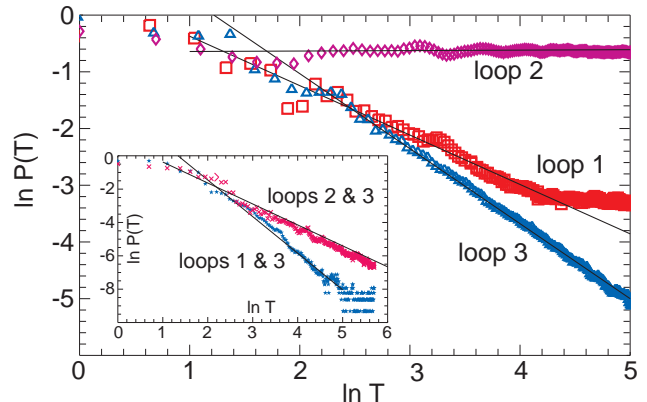 0
-1
-2
-3
-4
-5
ln P(T)
loop 2
loop 1
loop 3
0
-2
-4
-6
-8
ln P(T)
loops 2 & 3
loops 1 & 3
ln T
0 1 2 3 4 5 6
0 1 2 3 4 5
ln T